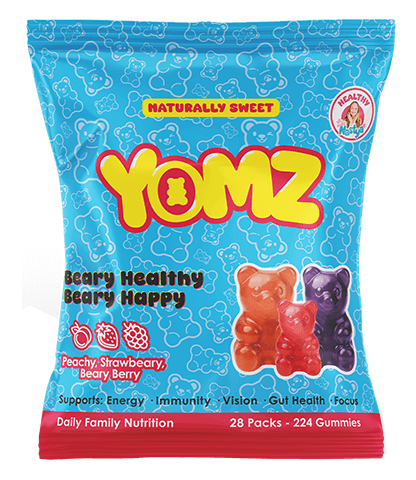 NATURALLY SWEET
HEALTHY
Nastya
YOMZ
Beary Healthy
Beary Happy
Peachy, Strawbeary,
Beary Berry
Supports: Energy · Immunity · Vision · Gut Health · Focus
Daily Family Nutrition
28 Packs - 224 Gummies